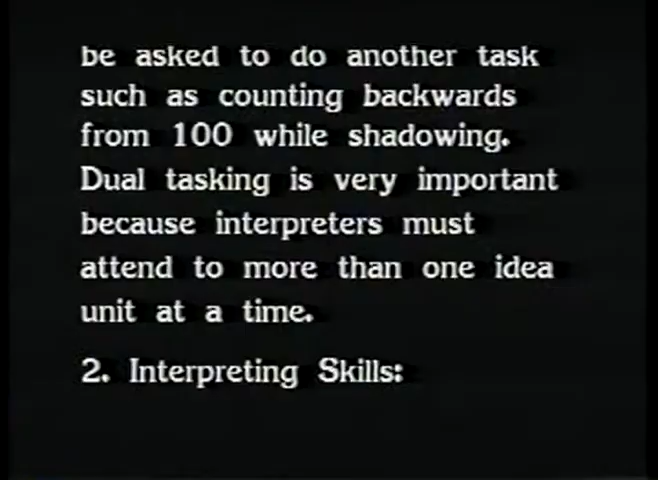 be asked to do another task
such as counting backwards
from 100 while shadowing.
Dual tasking is very important
because interpreters must
attend to more than one idea
unit at a time.
2. Interpreting Skills: